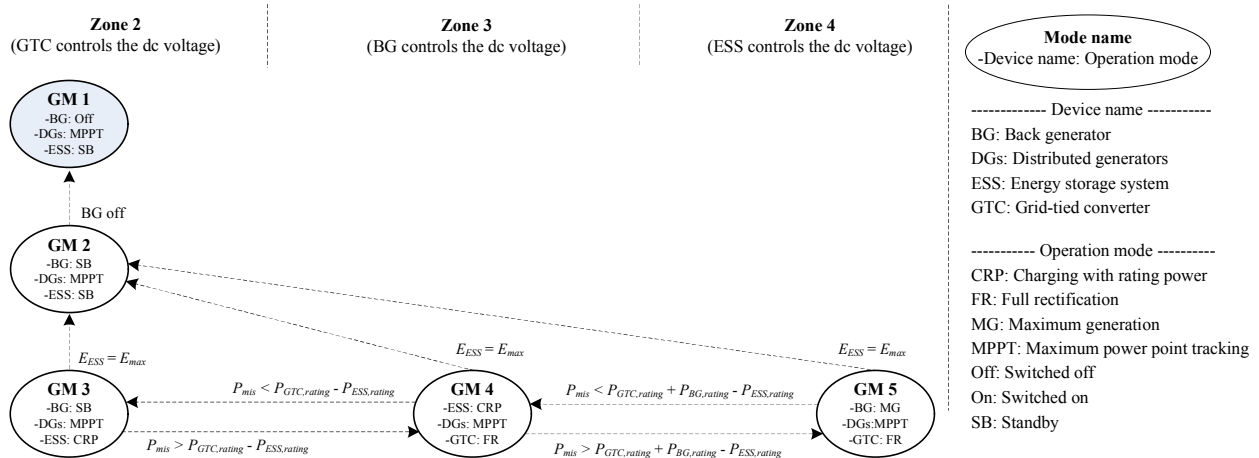 Zone 2
(GTC controls the dc voltage)
Zone 3
(BG controls the dc voltage)
Zone 4
(ESS controls the dc voltage)
GM 1
-BG: Off
-DGs: MPPT
-ESS: SB
BG off
GM 2
-BG: SB
-DGs: MPPT
-ESS: SB
E_ESS = E_max
E_ESS = E_max
E_ESS = E_max
GM 3
-BG: SB
-DGs: MPPT
-ESS: CRP
P_mis < P_GTC,rating - P_ESS,rating
P_mis > P_GTC,rating - P_ESS,rating
GM 4
-ESS: CRP
-DGs: MPPT
-GTC: FR
P_mis < P_GTC,rating + P_BG,rating - P_ESS,rating
P_mis > P_GTC,rating + P_BG,rating - P_ESS,rating
GM 5
-BG: MG
-DGs:MPPT
-GTC: FR
Mode name
-Device name: Operation mode
------------- Device name ----------
BG: Back generator
DGs: Distributed generators
ESS: Energy storage system
GTC: Grid-tied converter
----------- Operation mode ---------
CRP: Charging with rating power
FR: Full rectification
MG: Maximum generation
MPPT: Maximum power point tracking
Off: Switched off
On: Switched on
SB: Standby